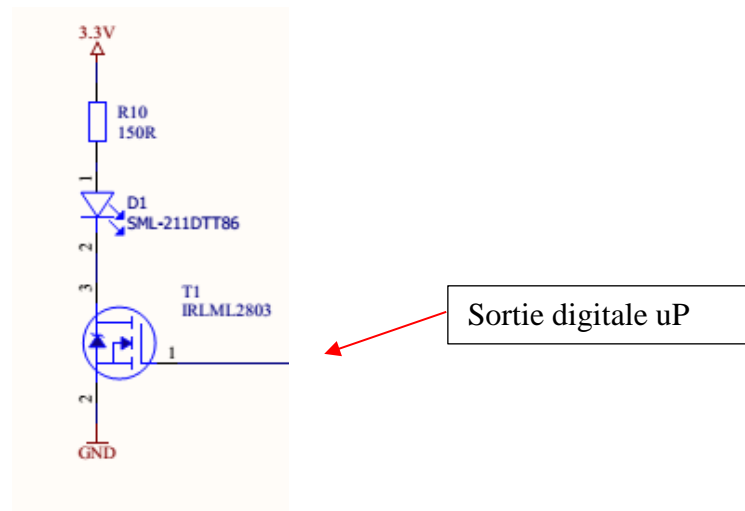 3.3V
R10
150R
1
D1
SML-211DTT86
2
3
T1
IRLML2803
Sortie digitale uP
1
2
GND